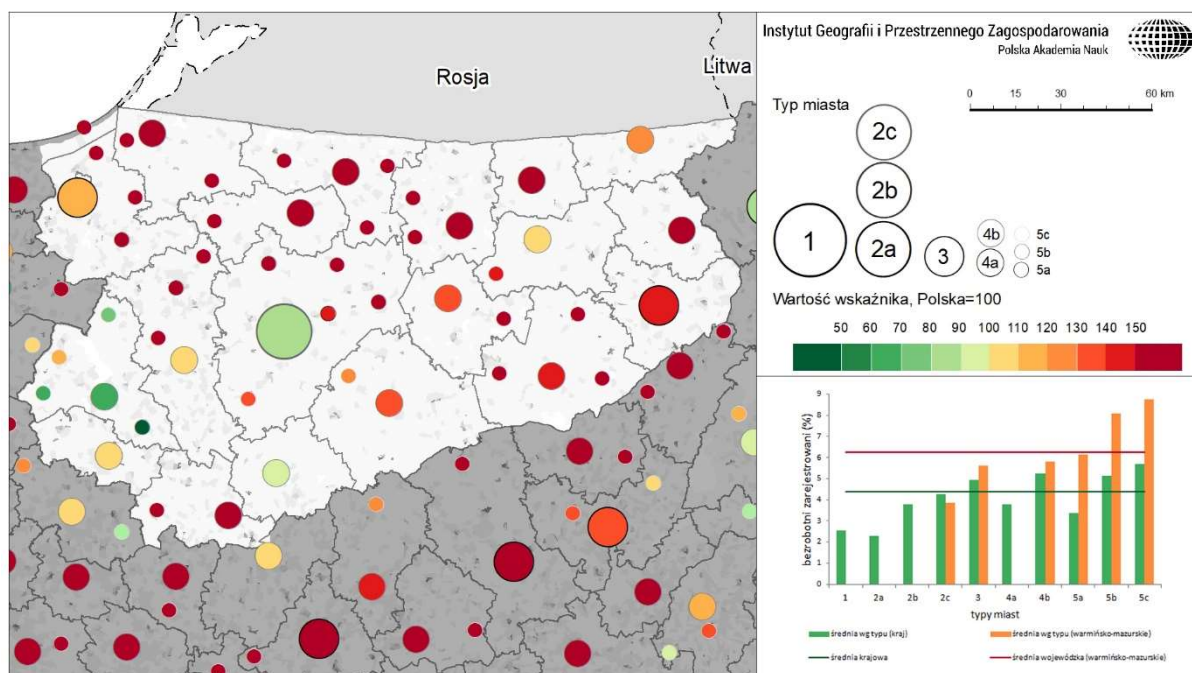 Rosja
Litwa
Instytut Geografii i Przestrzennego Zagospodarowania
Polska Akademia Nauk
0 15 30 60 km
Typ miasta
2c
2b
1
2a
3
4b
4a
5c
5b
5a
Wartość wskaźnika, Polska=100
50 60 70 80 90 100 110 120 130 140 150
bezrobotni zarejestrowani (%)
9
8
7
6
5
4
3
2
1
0
1 2a 2b 2c 3 4a 4b 5a 5b 5c
typy miast
średnia wg typu (kraj)
średnia wg typu (warmińsko-mazurskie)
średnia krajowa
średnia wojewódzka (warmińsko-mazurskie)